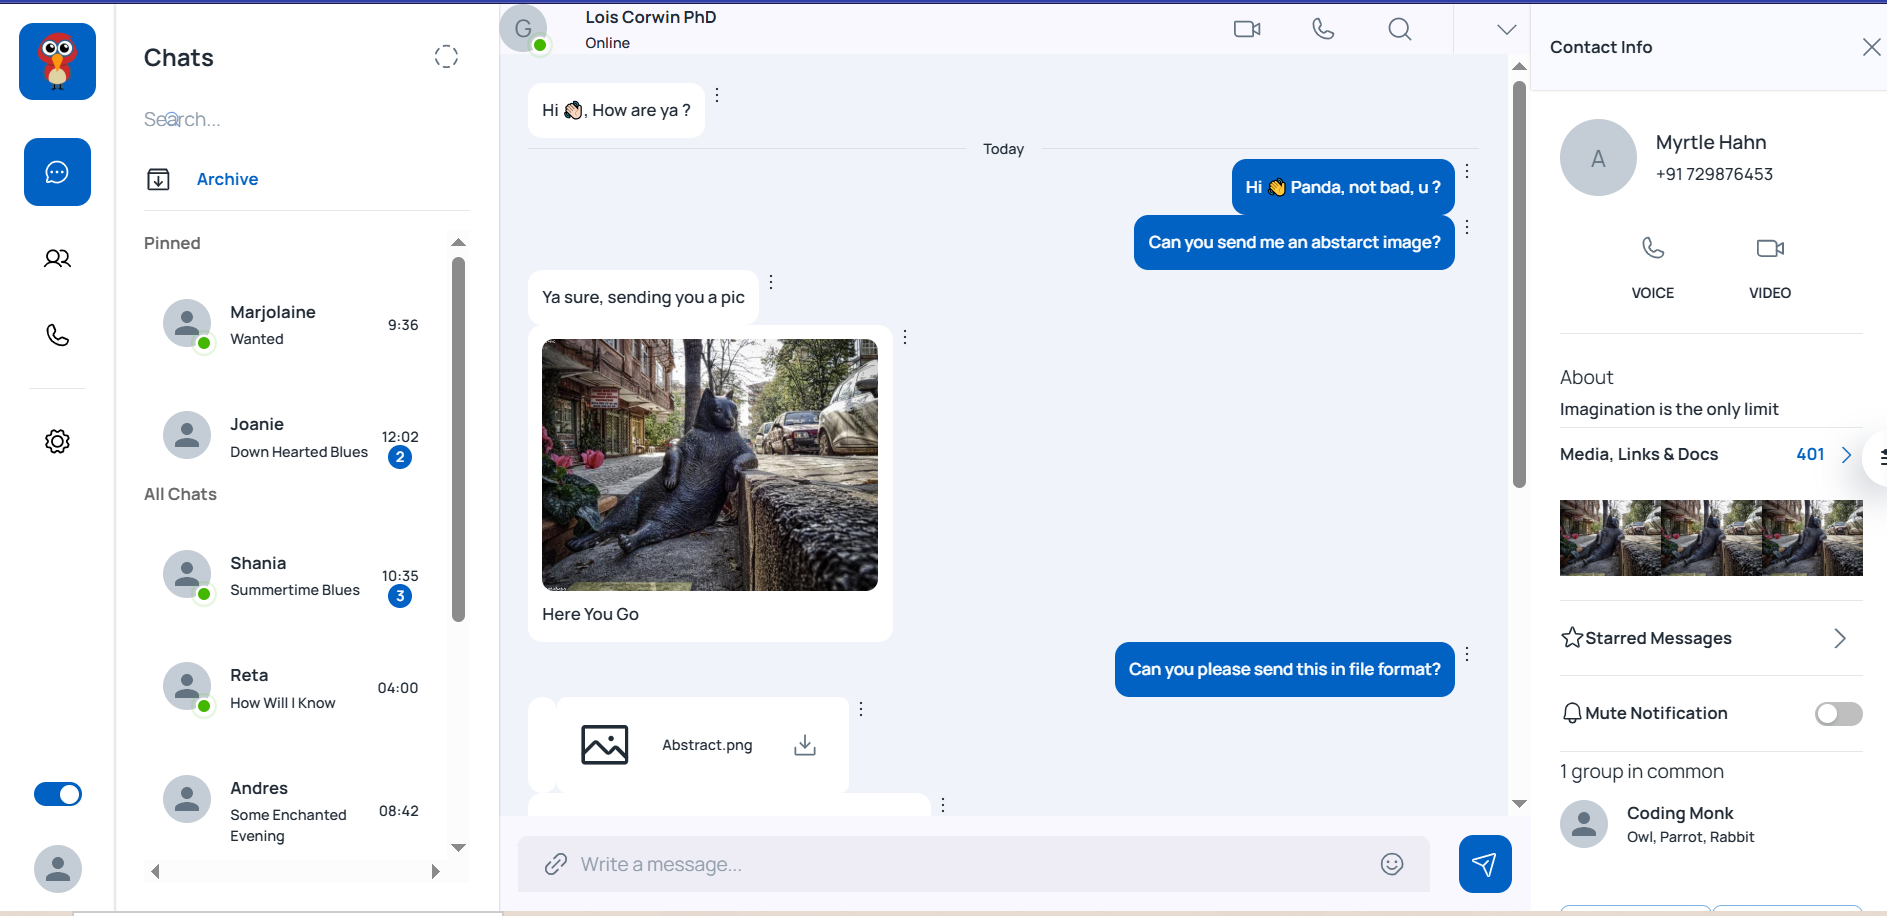 Chats
Search...
Archive
Pinned
Marjolaine
Wanted
9:36
Joanie
Down Hearted Blues
12:02
2
All Chats
Shania
Summertime Blues
10:35
3
Reta
How Will I Know
04:00
Andres
Some Enchanted
Evening
08:42
G
Lois Corwin PhD
Online
Hi 👋🏻, How are ya ?
Today
Hi 👋 Panda, not bad, u ?
Can you send me an abstarct image?
Ya sure, sending you a pic
Here You Go
Can you please send this in file format?
Abstract.png
Write a message...
Contact Info
A
Myrtle Hahn
+91 729876453
VOICE
VIDEO
About
Imagination is the only limit
Media, Links & Docs
401
Starred Messages
Mute Notification
1 group in common
Coding Monk
Owl, Parrot, Rabbit